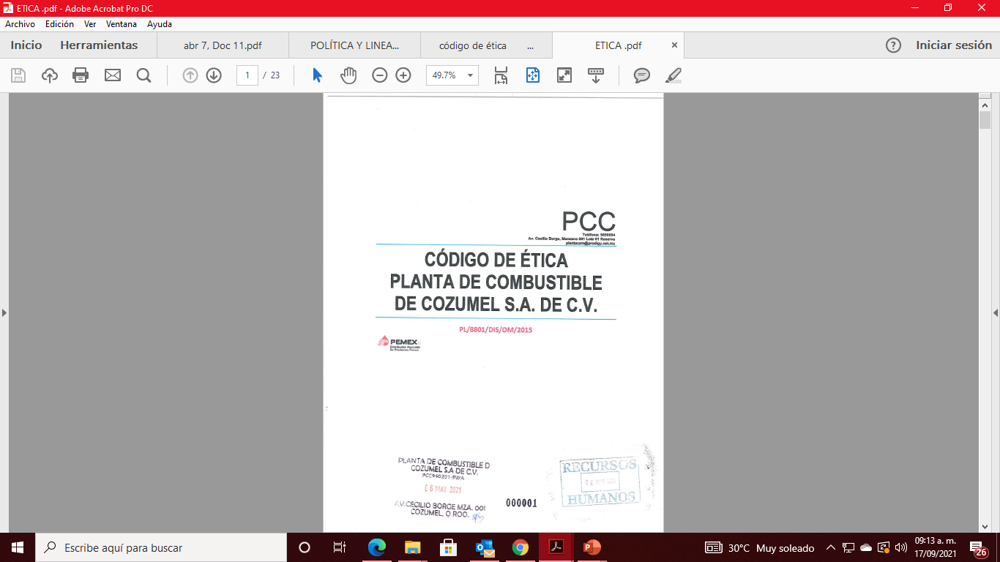 ETICA .pdf - Adobe Acrobat Pro DC
Archivo Edición Ver Ventana Ayuda
Inicio Herramientas abr 7, Doc 11.pdf POLÍTICA Y LINEA... código de ética ... ETICA .pdf Iniciar sesión
1 / 23 49.7%
PCC
Teléfono: 9898094
Av. Cecilio Borge, Manzana 001 Lote 01 Reserva
plantacam@prodigy.net.mx
CÓDIGO DE ÉTICA
PLANTA DE COMBUSTIBLE
DE COZUMEL S.A. DE C.V.
PL/8801/DIS/OM/2015
PEMEX
Distribuidor Asociado
De Productos Pemex
PLANTA DE COMBUSTIBLE D
COZUMEL S.A DE C.V.
PCC940201-5WA
06 MAY 2021
AV.CECILIO BORGE MZA. 001
COZUMEL, Q ROO.
000001
RECURSOS
HUMANOS
Escribe aquí para buscar
30°C Muy soleado
09:13 a. m.
17/09/2021
26